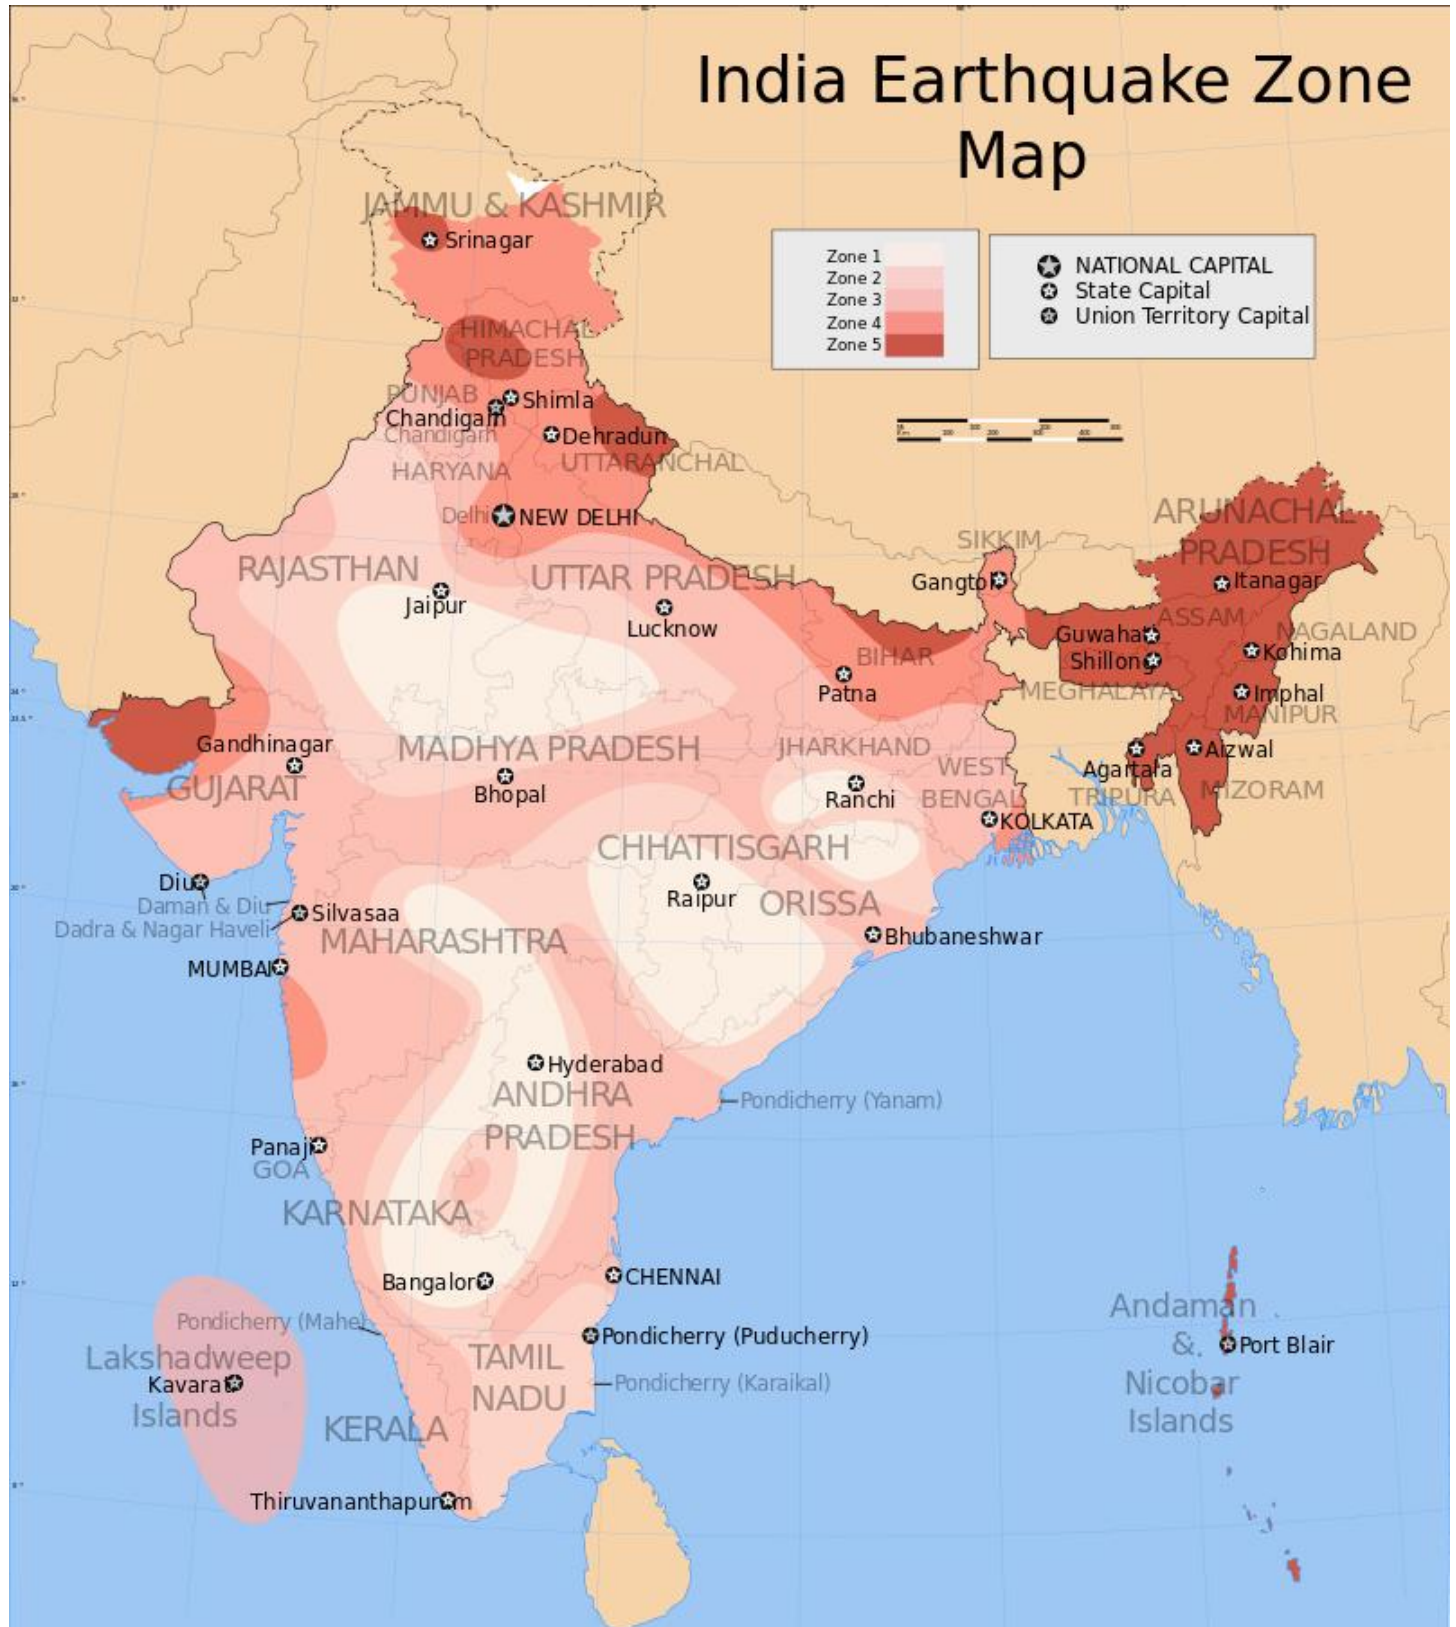 India Earthquake Zone
Map
Zone 1
Zone 2
Zone 3
Zone 4
Zone 5
NATIONAL CAPITAL
State Capital
Union Territory Capital
JAMMU & KASHMIR
Srinagar
HIMACHAL
PRADESH
PUNJAB
Shimla
Chandigarh
Chandigarh
Dehradun
UTTARANCHAL
HARYANA
Delhi
NEW DELHI
ARUNACHAL
PRADESH
SIKKIM
Gangtok
Itanagar
RAJASTHAN
UTTAR PRADESH
Jaipur
Lucknow
ASSAM
Guwahati
NAGALAND
Kohima
Shillong
BIHAR
Patna
MEGHALAYA
Imphal
MANIPUR
Gandhinagar
MADHYA PRADESH
JHARKHAND
Aizwal
Agartala
WEST
BENGAL
GUJARAT
Bhopal
Ranchi
TRIPURA
MIZORAM
KOLKATA
CHHATTISGARH
Diu
Raipur
ORISSA
Daman & Diu
Silvasaa
Dadra & Nagar Haveli
MAHARASHTRA
Bhubaneshwar
MUMBAI
Hyderabad
ANDHRA
PRADESH
Pondicherry (Yanam)
Panaji
GOA
KARNATAKA
Bangalor
CHENNAI
Pondicherry (Mahe)
Pondicherry (Puducherry)
Lakshadweep
Kavarati
Islands
TAMIL
NADU
Pondicherry (Karaikal)
KERALA
Thiruvananthapuram
Andaman
&
Port Blair
Nicobar
Islands